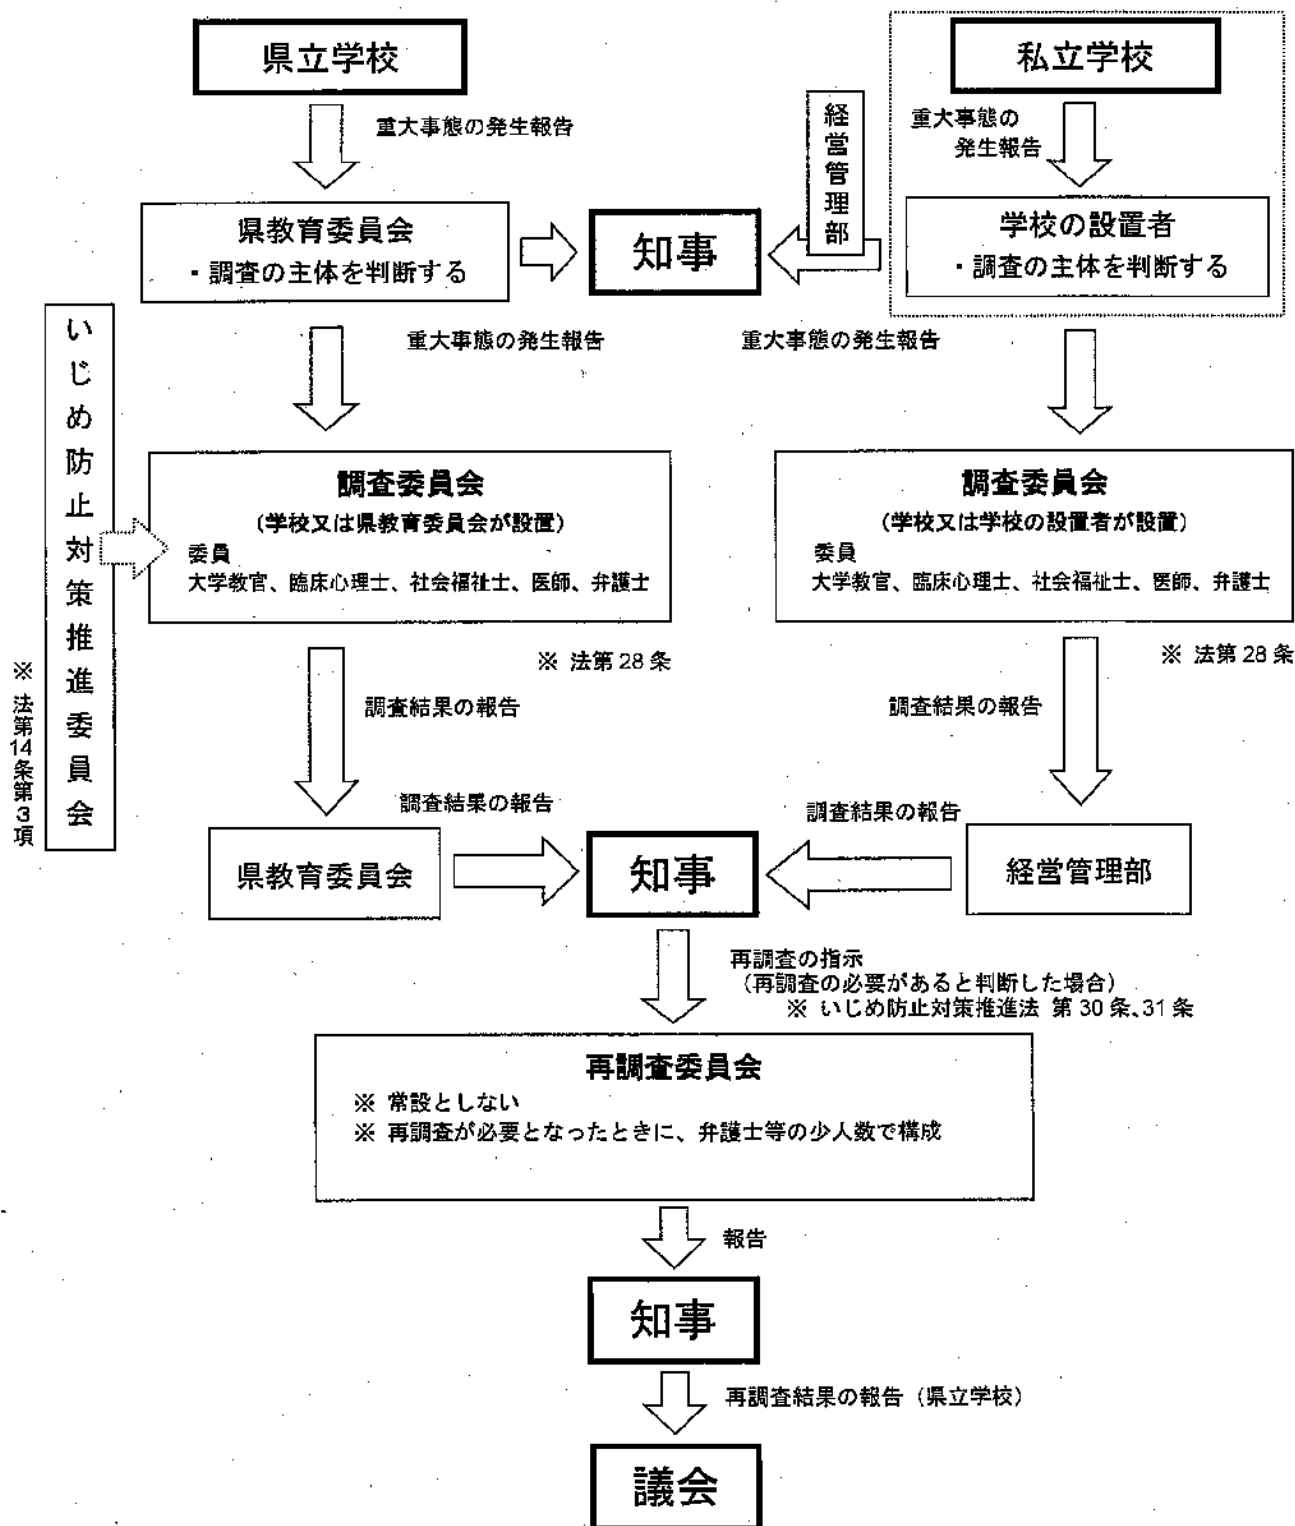 県立学校
私立学校
重大事態の発生報告
経営管理部
重大事態の
発生報告
県教育委員会
・調査の主体を判断する
知事
学校の設置者
・調査の主体を判断する
重大事態の発生報告
重大事態の発生報告
いじめ防止対策推進委員会
※ 法第14条第3項
調査委員会
(学校又は県教育委員会が設置)
委員
大学教官、臨床心理士、社会福祉士、医師、弁護士
調査委員会
(学校又は学校の設置者が設置)
委員
大学教官、臨床心理士、社会福祉士、医師、弁護士
※ 法第28条
※ 法第28条
調査結果の報告
調査結果の報告
調査結果の報告
調査結果の報告
県教育委員会
知事
経営管理部
再調査の指示
(再調査の必要があると判断した場合)
※ いじめ防止対策推進法 第30条、31条
再調査委員会
※ 常設としない
※ 再調査が必要となったときに、弁護士等の少人数で構成
報告
知事
再調査結果の報告(県立学校)
議会